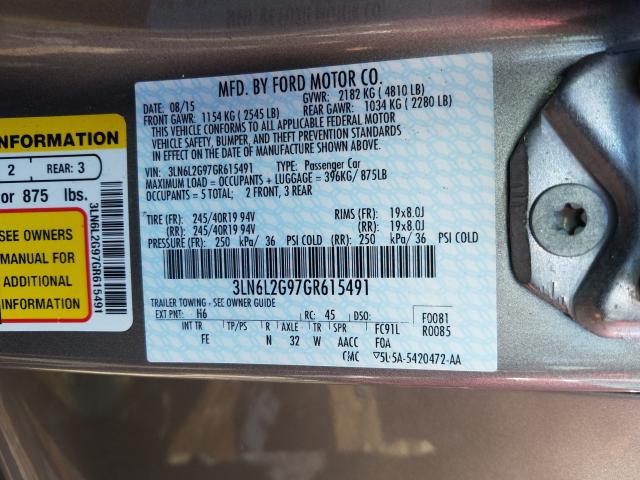 MFD. BY FORD MOTOR CO.
DATE: 08/15 GVWR: 2182 KG ( 4810 LB)
FRONT GAWR: 1154 KG ( 2545 LB) REAR GAWR: 1034 KG ( 2280 LB)
THIS VEHICLE CONFORMS TO ALL APPLICABLE FEDERAL MOTOR
VEHICLE SAFETY, BUMPER, AND THEFT PREVENTION STANDARDS
IN EFFECT ON THE DATE OF MANUFACTURE SHOWN ABOVE.
VIN: 3LN6L2G97GR615491 TYPE: Passenger Car
MAXIMUM LOAD = OCCUPANTS + LUGGAGE = 396KG/ 875LB
OCCUPANTS = 5 TOTAL; 2 FRONT, 3 REAR
TIRE (FR): 245/40R19 94V RIMS (FR): 19x8.0J
(RR): 245/40R19 94V (RR): 19x8.0J
PRESSURE (FR): 250 kPa/ 36 PSI COLD (RR): 250 kPa/ 36 PSI COLD
3LN6L2G97GR615491
TRAILER TOWING - SEE OWNER GUIDE
EXT PNT: H6 RC: 45 DSO: F0081
R0085
INT TR TP/PS R AXLE TR SPR FC91L
FE N 32 W AACC FOA
CMC 5L5A-5420472-AA
INFORMATION
2 REAR: 3
or 875 lbs.
SEE OWNERS
MANUAL FOR
ADDITIONAL
INFORMATION
3LN6L2G97GR615491